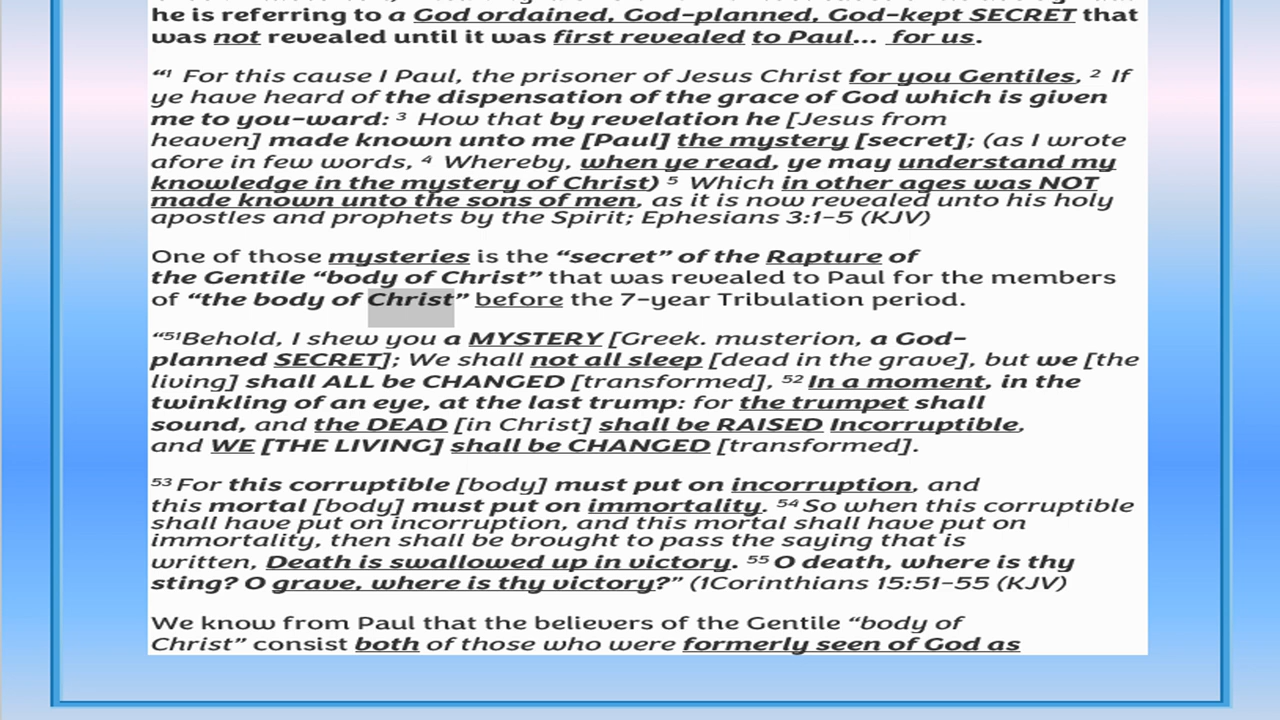 he is referring to a God ordained, God-planned, God-kept SECRET that
was not revealed until it was first revealed to Paul... for us.
“1 For this cause I Paul, the prisoner of Jesus Christ for you Gentiles, 2 If
ye have heard of the dispensation of the grace of God which is given
me to you-ward: 3 How that by revelation he [Jesus from
heaven] made known unto me [Paul] the mystery [secret]; (as I wrote
afore in few words, 4 Whereby, when ye read, ye may understand my
knowledge in the mystery of Christ) 5 Which in other ages was NOT
made known unto the sons of men, as it is now revealed unto his holy
apostles and prophets by the Spirit; Ephesians 3:1-5 (KJV)
One of those mysteries is the “secret” of the Rapture of
the Gentile “body of Christ” that was revealed to Paul for the members
of “the body of Christ” before the 7-year Tribulation period.
“51Behold, I shew you a MYSTERY [Greek. musterion, a God-
planned SECRET]; We shall not all sleep [dead in the grave], but we [the
living] shall ALL be CHANGED [transformed], 52 In a moment, in the
twinkling of an eye, at the last trump: for the trumpet shall
sound, and the DEAD [in Christ] shall be RAISED Incorruptible,
and WE [THE LIVING] shall be CHANGED [transformed].
53 For this corruptible [body] must put on incorruption, and
this mortal [body] must put on immortality. 54 So when this corruptible
shall have put on incorruption, and this mortal shall have put on
immortality, then shall be brought to pass the saying that is
written, Death is swallowed up in victory. 55 O death, where is thy
sting? O grave, where is thy victory?” (1Corinthians 15:51-55 (KJV)
We know from Paul that the believers of the Gentile “body of
Christ” consist both of those who were formerly seen of God as